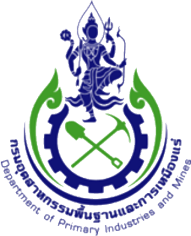 กรมอุตสาหกรรมพื้นฐานและการเหมืองแร่
Department of Primary Industries and Mines